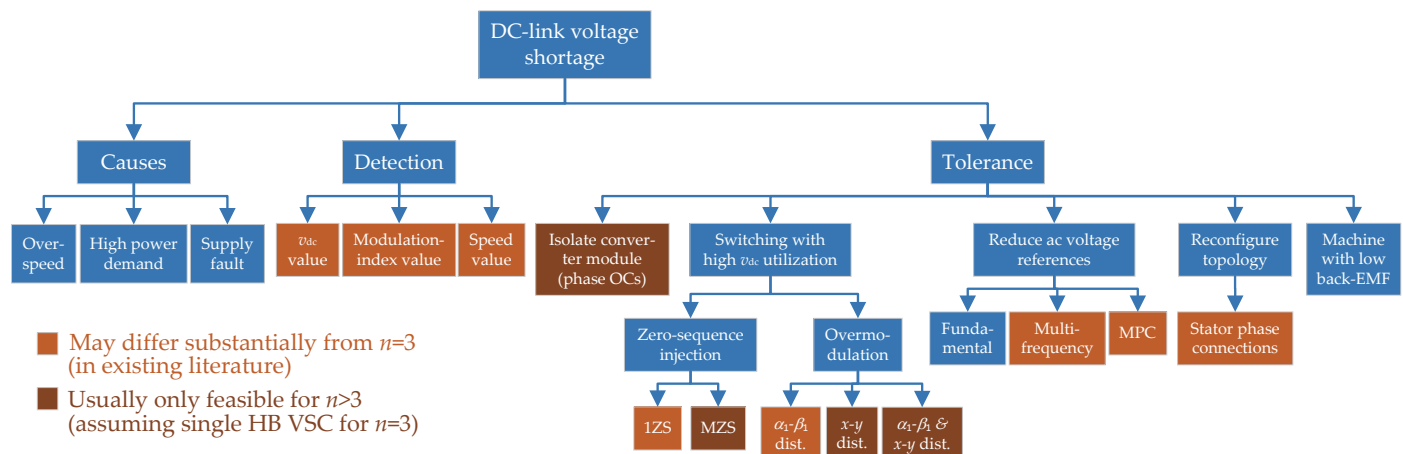 DC-link voltage
shortage
Causes
Detection
Tolerance
Over-
speed
High power
demand
Supply
fault
vdc
value
Modulation-
index value
Speed
value
Isolate conver-
ter module
(phase OCs)
Switching with
high vdc utilization
Reduce ac voltage
references
Reconfigure
topology
Machine
with low
back-EMF
Zero-sequence
injection
Overmo-
dulation
Funda-
mental
Multi-
frequency
MPC
Stator phase
connections
1ZS
MZS
α1-β1
dist.
x-y
dist.
α1-β1 &
x-y dist.
May differ substantially from n=3
(in existing literature)
Usually only feasible for n>3
(assuming single HB VSC for n=3)